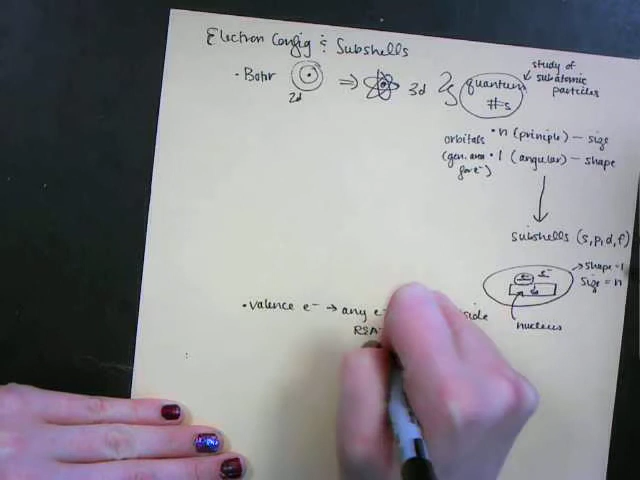 Electron Config & Subshells
• Bohr
2d
⇒
3d
quantum
#s
study of
subatomic
particles
orbitals
(gen. area
for e⁻)
• n (principle) — size
• l (angular) — shape
subshells (s, p, d, f)
shape = l
size = n
nucleus
• valence e⁻ → any e⁻ side